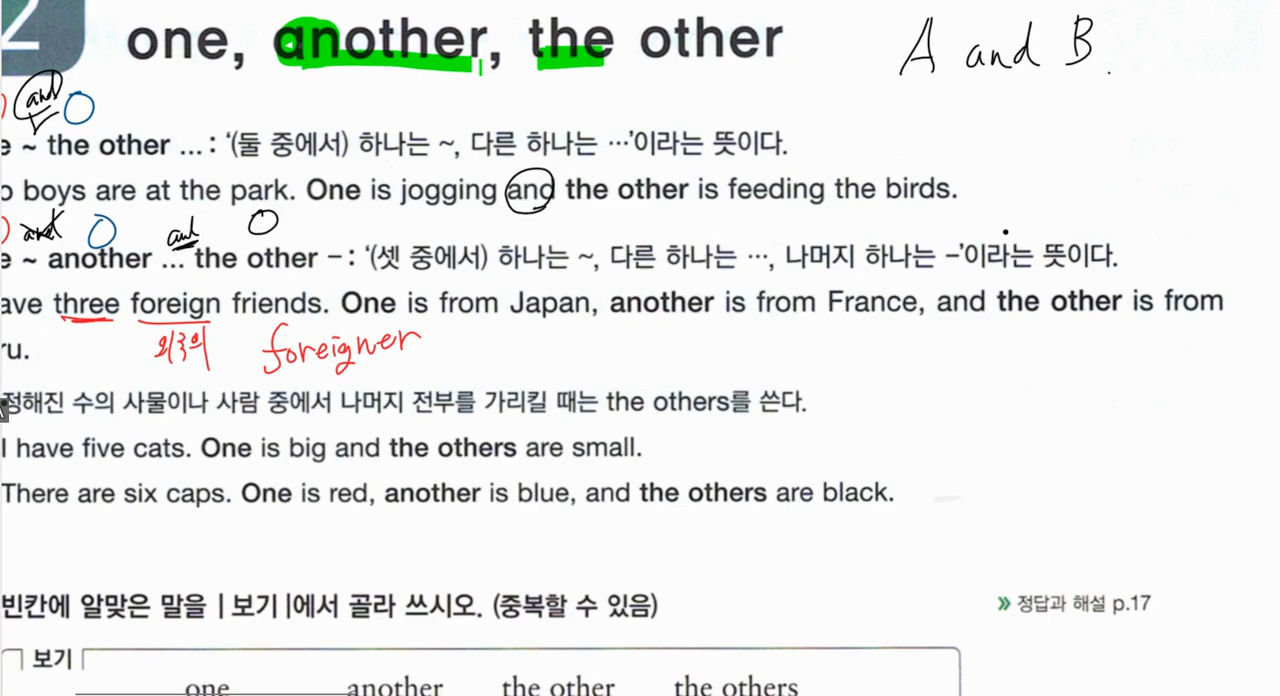 2 one, another, the other A and B.
and
e ~ the other ... : '(둘 중에서) 하나는 ~, 다른 하나는 …'이라는 뜻이다.
o boys are at the park. One is jogging and the other is feeding the birds.
and and
e ~ another ... the other – : '(셋 중에서) 하나는 ~, 다른 하나는 …, 나머지 하나는 –'이라는 뜻이다.
ave three foreign friends. One is from Japan, another is from France, and the other is from
ru. 외국의 foreigner
정해진 수의 사물이나 사람 중에서 나머지 전부를 가리킬 때는 the others를 쓴다.
I have five cats. One is big and the others are small.
There are six caps. One is red, another is blue, and the others are black.
빈칸에 알맞은 말을 |보기|에서 골라 쓰시오. (중복할 수 있음) » 정답과 해설 p.17
보기
one another the other the others